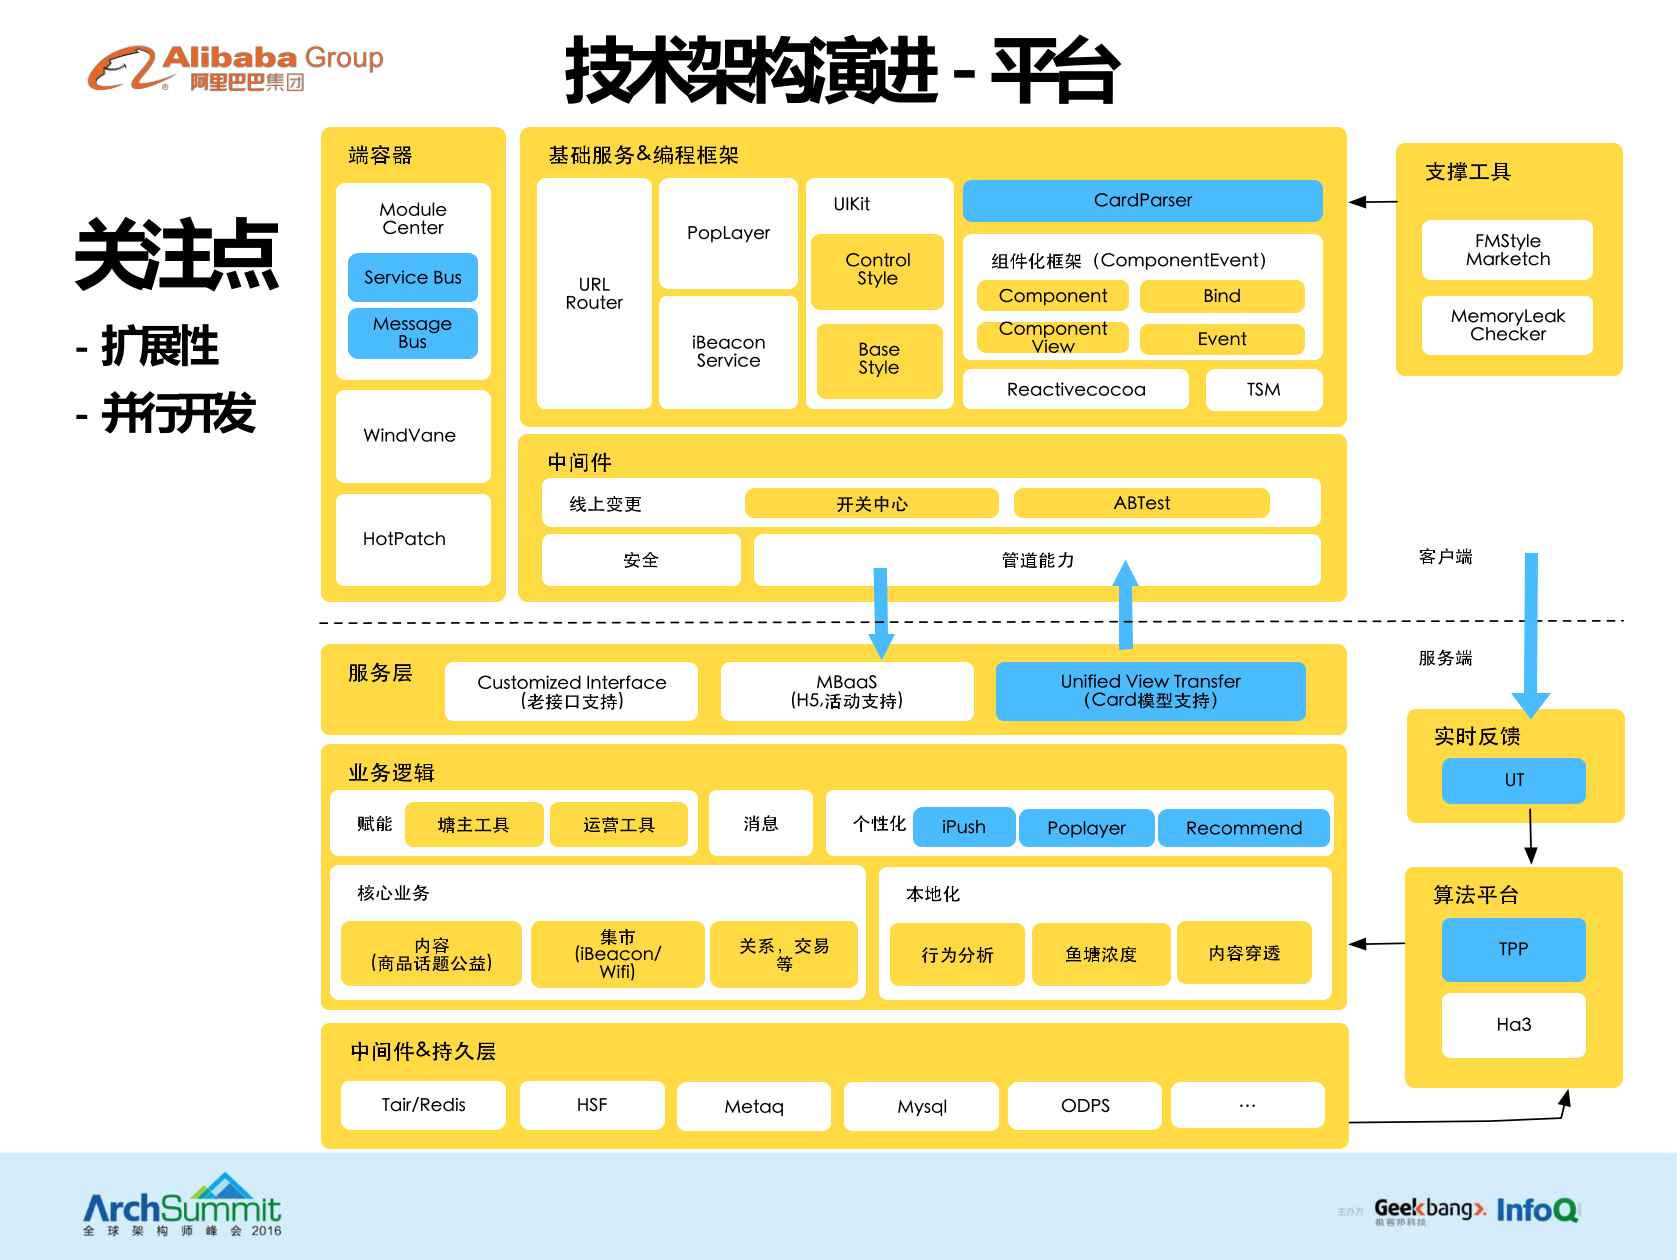 Alibaba Group
阿里巴巴集团
技术架构演进 - 平台
关注点
- 扩展性
- 并行开发
端容器
Module
Center
Service Bus
Message
Bus
WindVane
HotPatch
基础服务&编程框架
URL
Router
PopLayer
iBeacon
Service
UIKit
Control
Style
Base
Style
CardParser
组件化框架（ComponentEvent）
Component
Bind
Component
View
Event
Reactivecocoa
TSM
支撑工具
FMStyle
Marketch
MemoryLeak
Checker
中间件
线上变更
开关中心
ABTest
安全
管道能力
客户端
服务端
服务层
Customized Interface
(老接口支持)
MBaaS
(H5,活动支持)
Unified View Transfer
（Card模型支持）
业务逻辑
赋能
塘主工具
运营工具
消息
个性化
iPush
Poplayer
Recommend
核心业务
内容
(商品话题公益)
集市
(iBeacon/
Wifi)
关系，交易
等
本地化
行为分析
鱼塘浓度
内容穿透
实时反馈
UT
算法平台
TPP
Ha3
中间件&持久层
Tair/Redis
HSF
Metaq
Mysql
ODPS
...
ArchSummit
全球架构师峰会 2016
主办方
Geekbang>.
极客邦科技
InfoQ